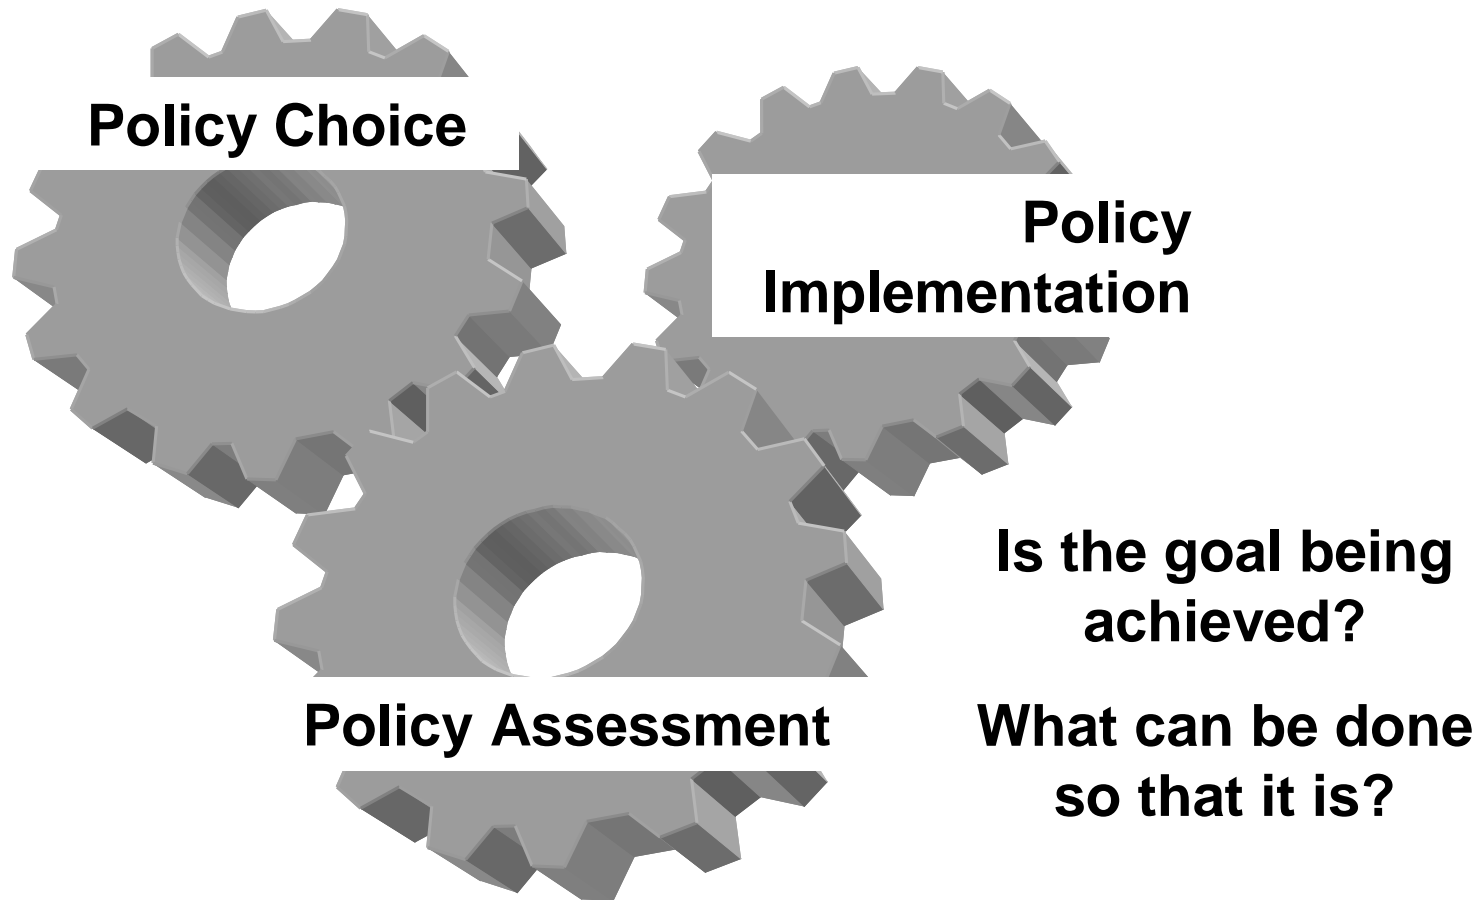 Policy Choice
Policy
Implementation
Is the goal being
achieved?
Policy Assessment
What can be done
so that it is?